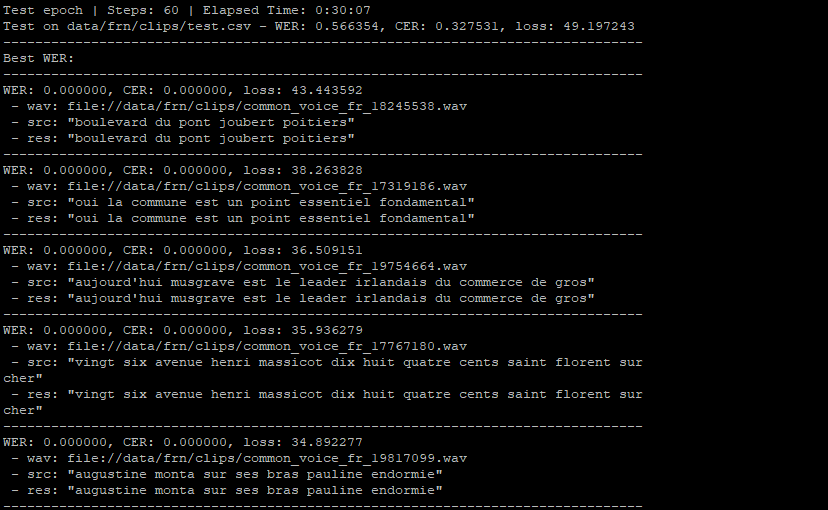 Test epoch | Steps: 60 | Elapsed Time: 0:30:07
Test on data/frn/clips/test.csv - WER: 0.566354, CER: 0.327531, loss: 49.197243
--------------------------------------------------------------------------------
Best WER:
--------------------------------------------------------------------------------
WER: 0.000000, CER: 0.000000, loss: 43.443592
 - wav: file://data/frn/clips/common_voice_fr_18245538.wav
 - src: "boulevard du pont joubert poitiers"
 - res: "boulevard du pont joubert poitiers"
--------------------------------------------------------------------------------
WER: 0.000000, CER: 0.000000, loss: 38.263828
 - wav: file://data/frn/clips/common_voice_fr_17319186.wav
 - src: "oui la commune est un point essentiel fondamental"
 - res: "oui la commune est un point essentiel fondamental"
--------------------------------------------------------------------------------
WER: 0.000000, CER: 0.000000, loss: 36.509151
 - wav: file://data/frn/clips/common_voice_fr_19754664.wav
 - src: "aujourd'hui musgrave est le leader irlandais du commerce de gros"
 - res: "aujourd'hui musgrave est le leader irlandais du commerce de gros"
--------------------------------------------------------------------------------
WER: 0.000000, CER: 0.000000, loss: 35.936279
 - wav: file://data/frn/clips/common_voice_fr_17767180.wav
 - src: "vingt six avenue henri massicot dix huit quatre cents saint florent sur
cher"
 - res: "vingt six avenue henri massicot dix huit quatre cents saint florent sur
cher"
--------------------------------------------------------------------------------
WER: 0.000000, CER: 0.000000, loss: 34.892277
 - wav: file://data/frn/clips/common_voice_fr_19817099.wav
 - src: "augustine monta sur ses bras pauline endormie"
 - res: "augustine monta sur ses bras pauline endormie"
--------------------------------------------------------------------------------